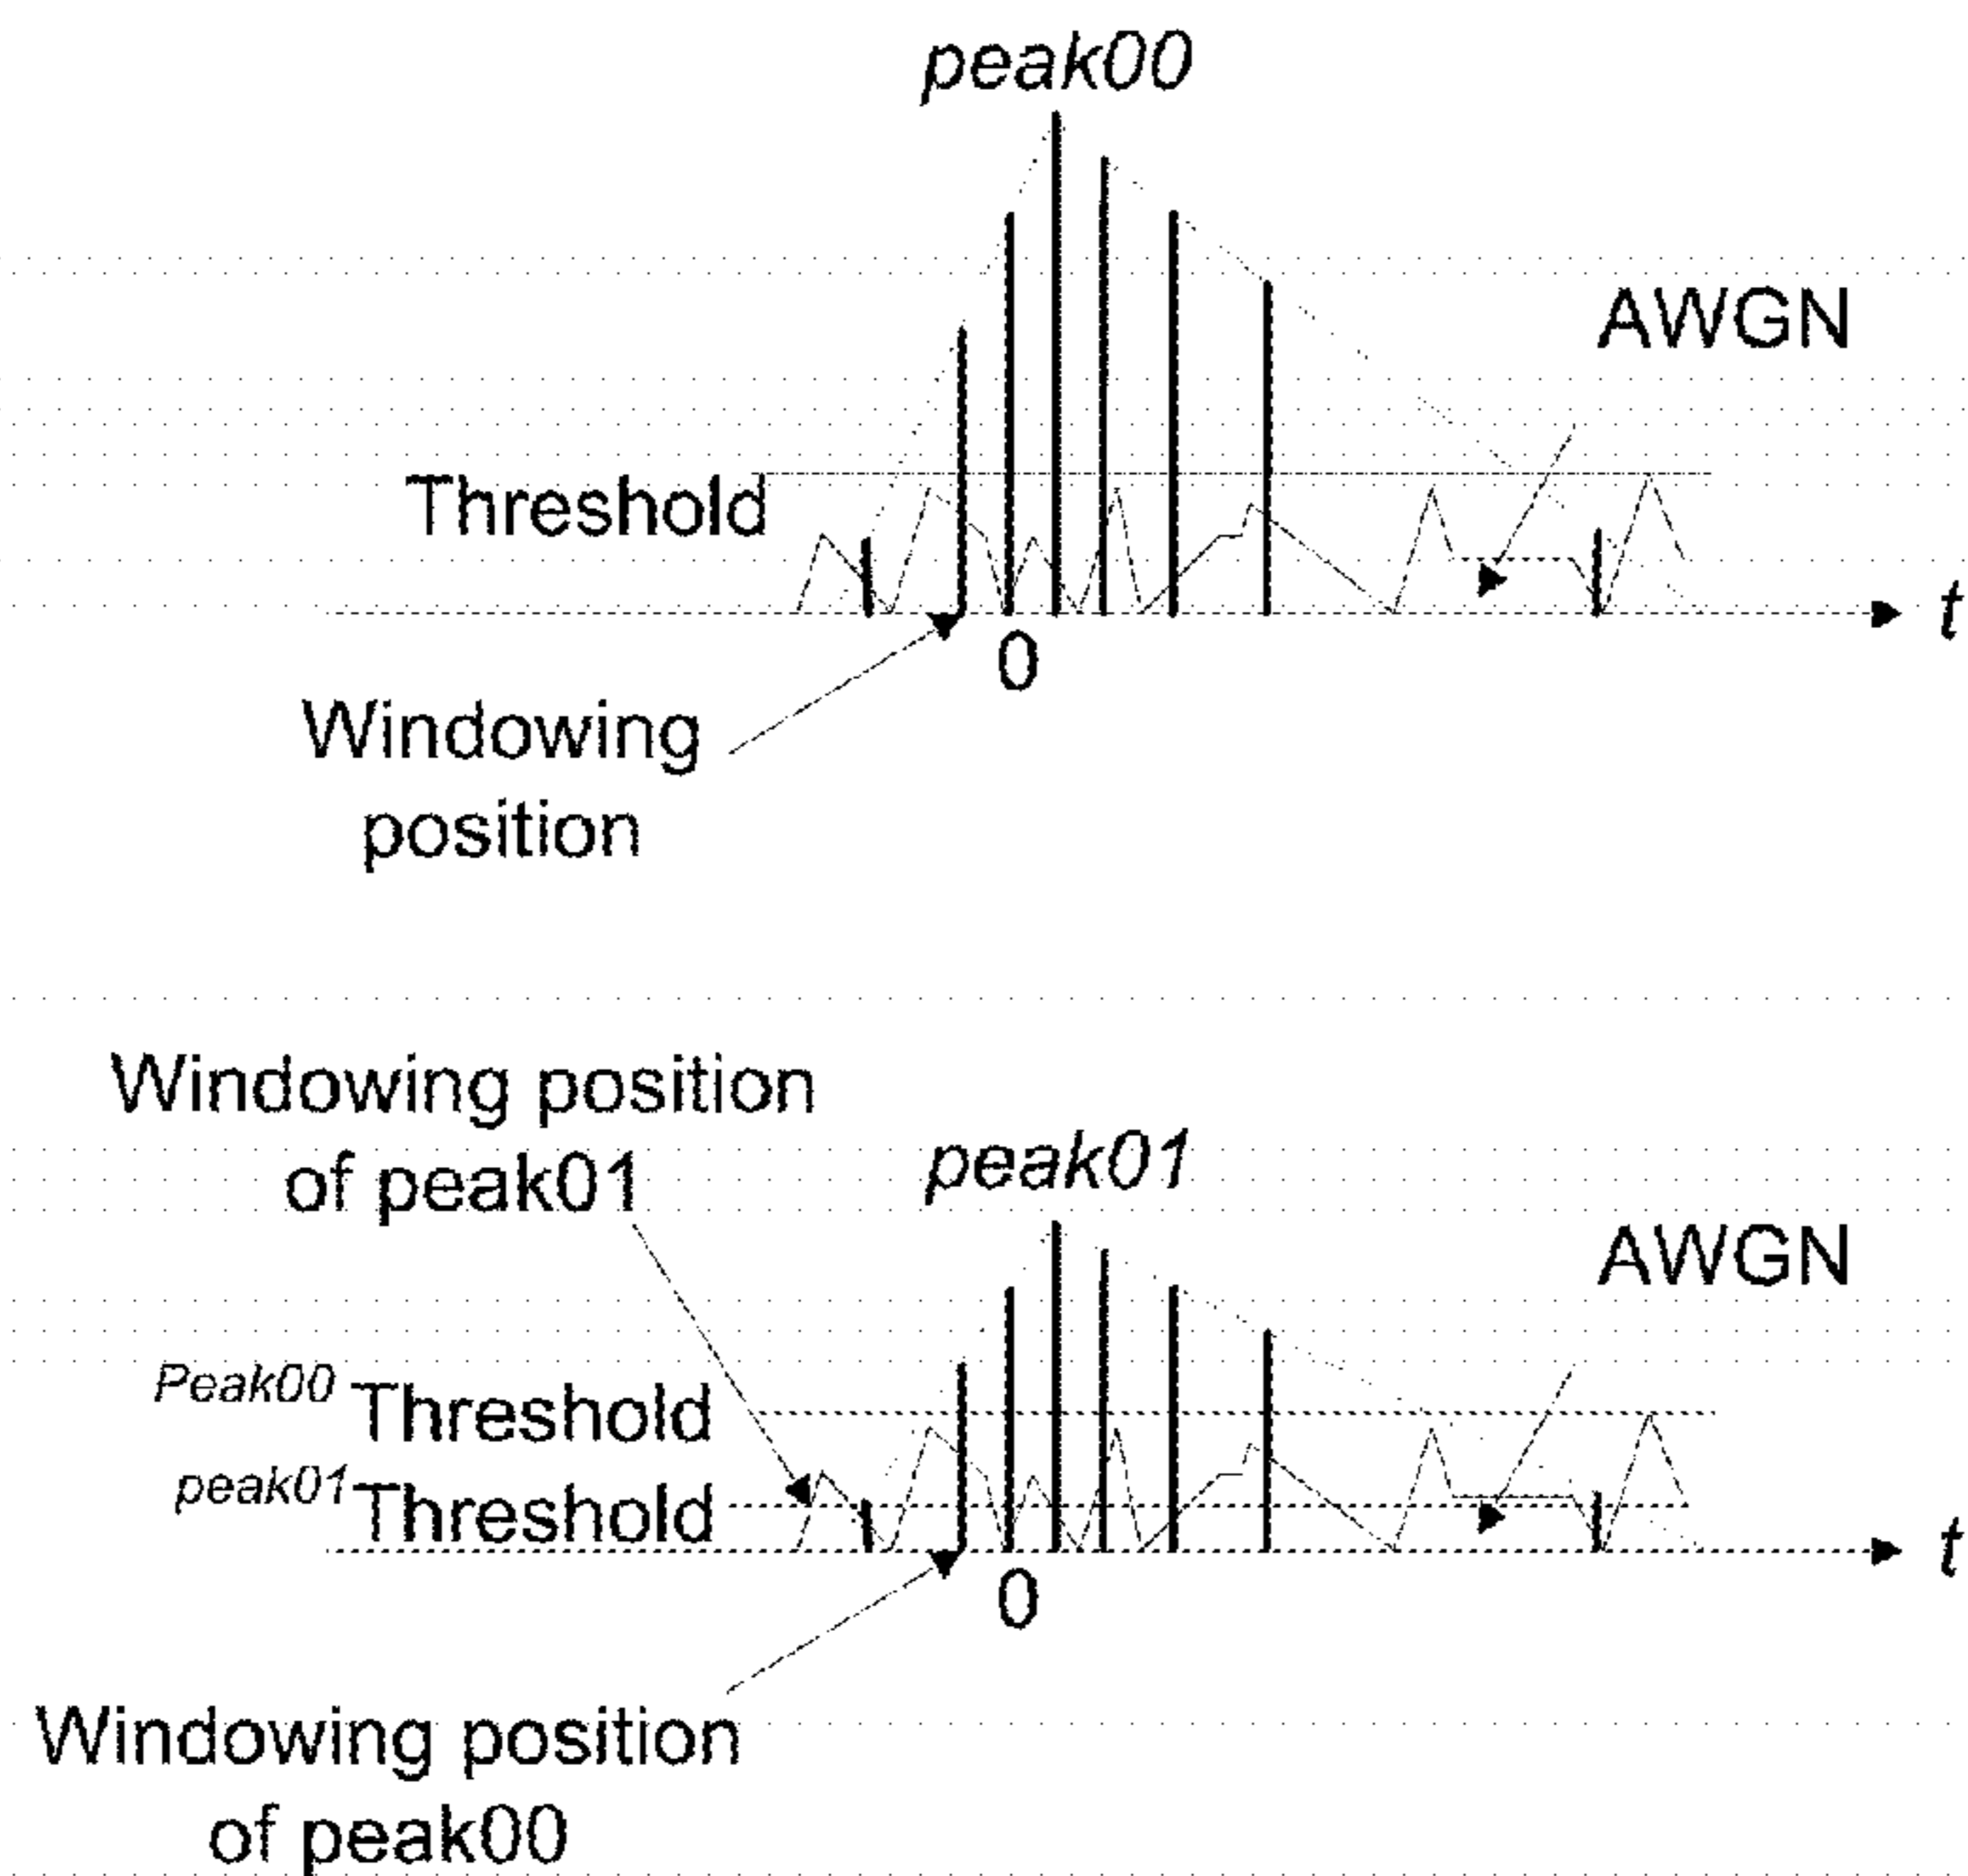 peak00
AWGN
Threshold
t
0
Windowing
position
Windowing position
of peak01
peak01
AWGN
Peak00 Threshold
peak01 Threshold
t
0
Windowing position
of peak00